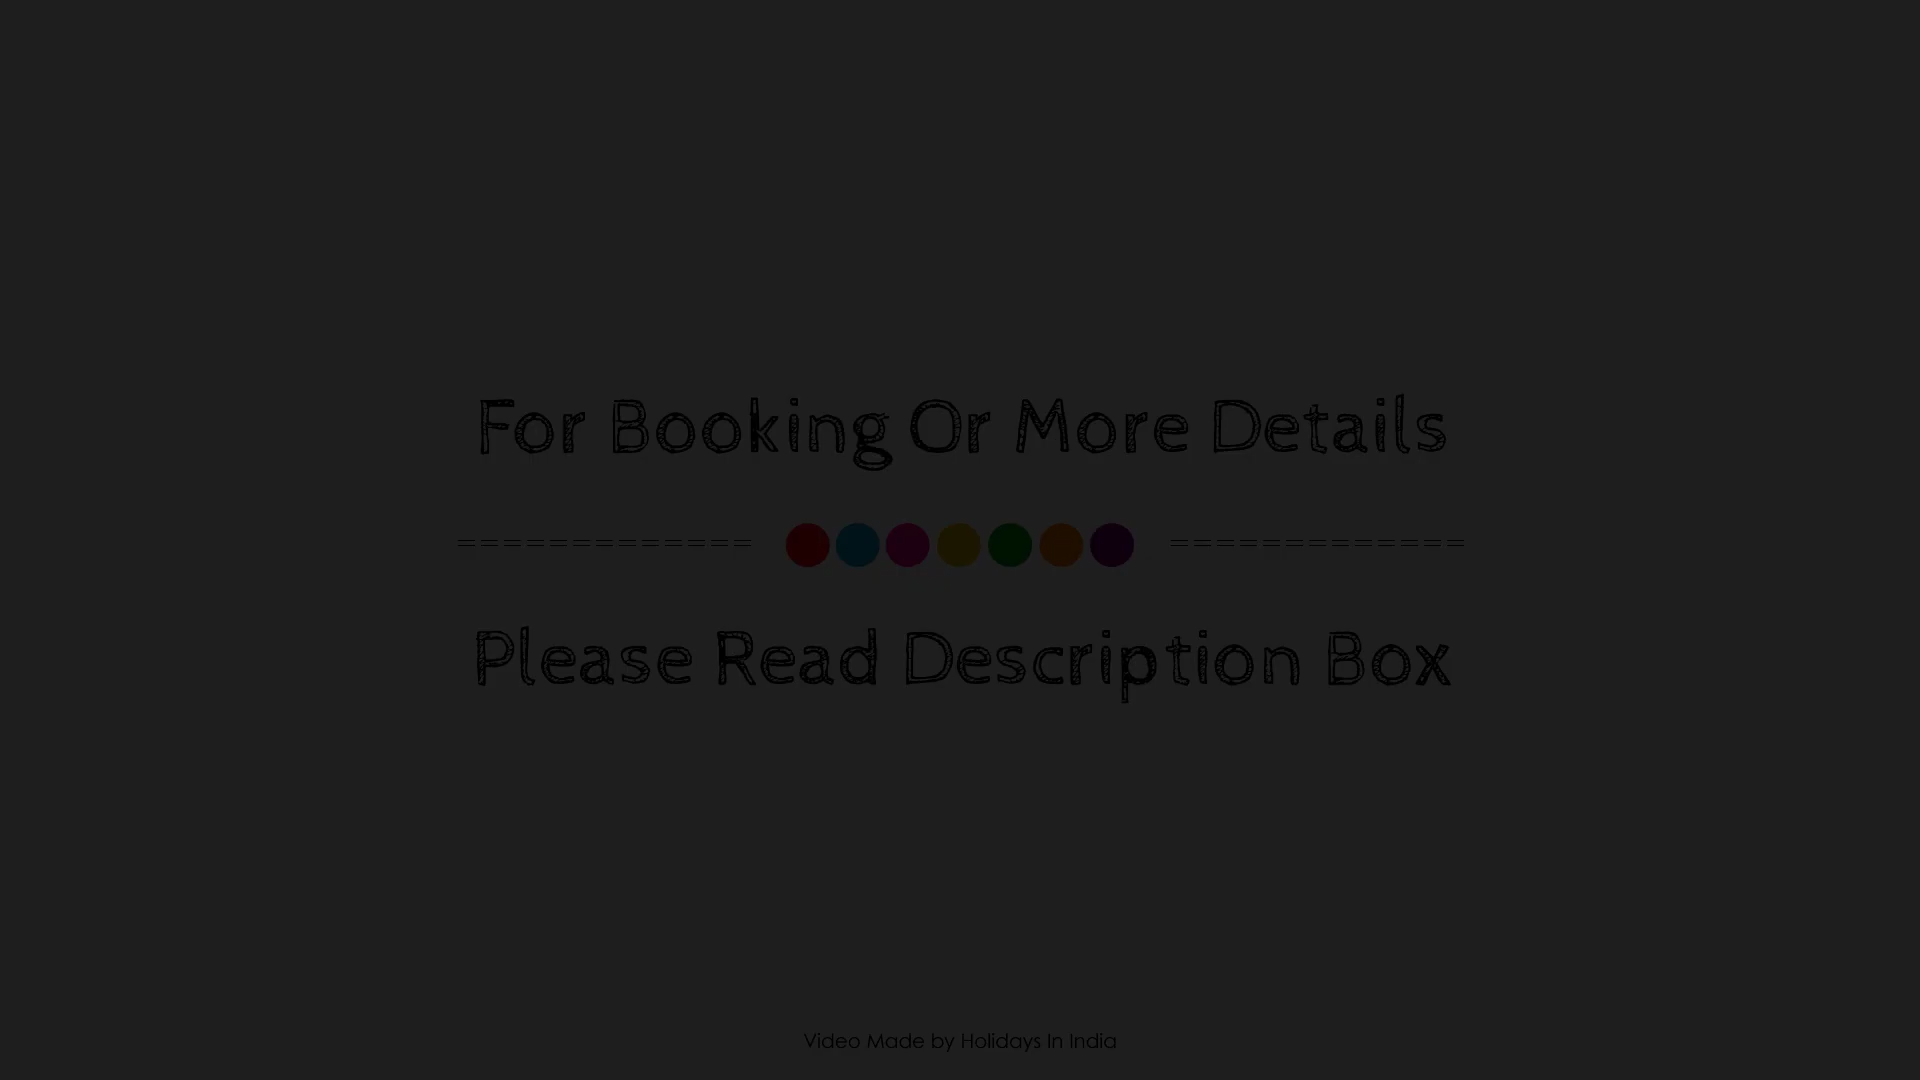 For Booking Or More Details
============= =============
Please Read Description Box
Video Made by Holidays In India